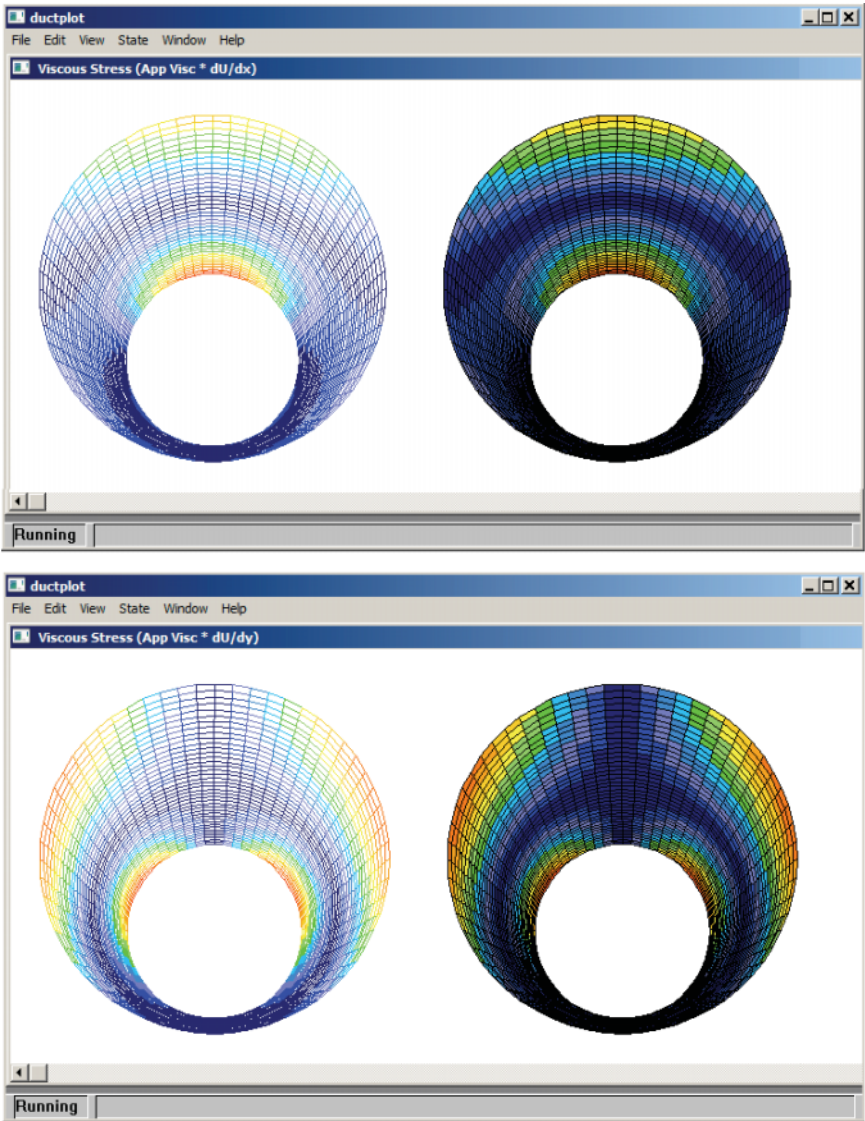 ductplot
File Edit View State Window Help
Viscous Stress (App Visc * dU/dx)
Running
ductplot
File Edit View State Window Help
Viscous Stress (App Visc * dU/dy)
Running